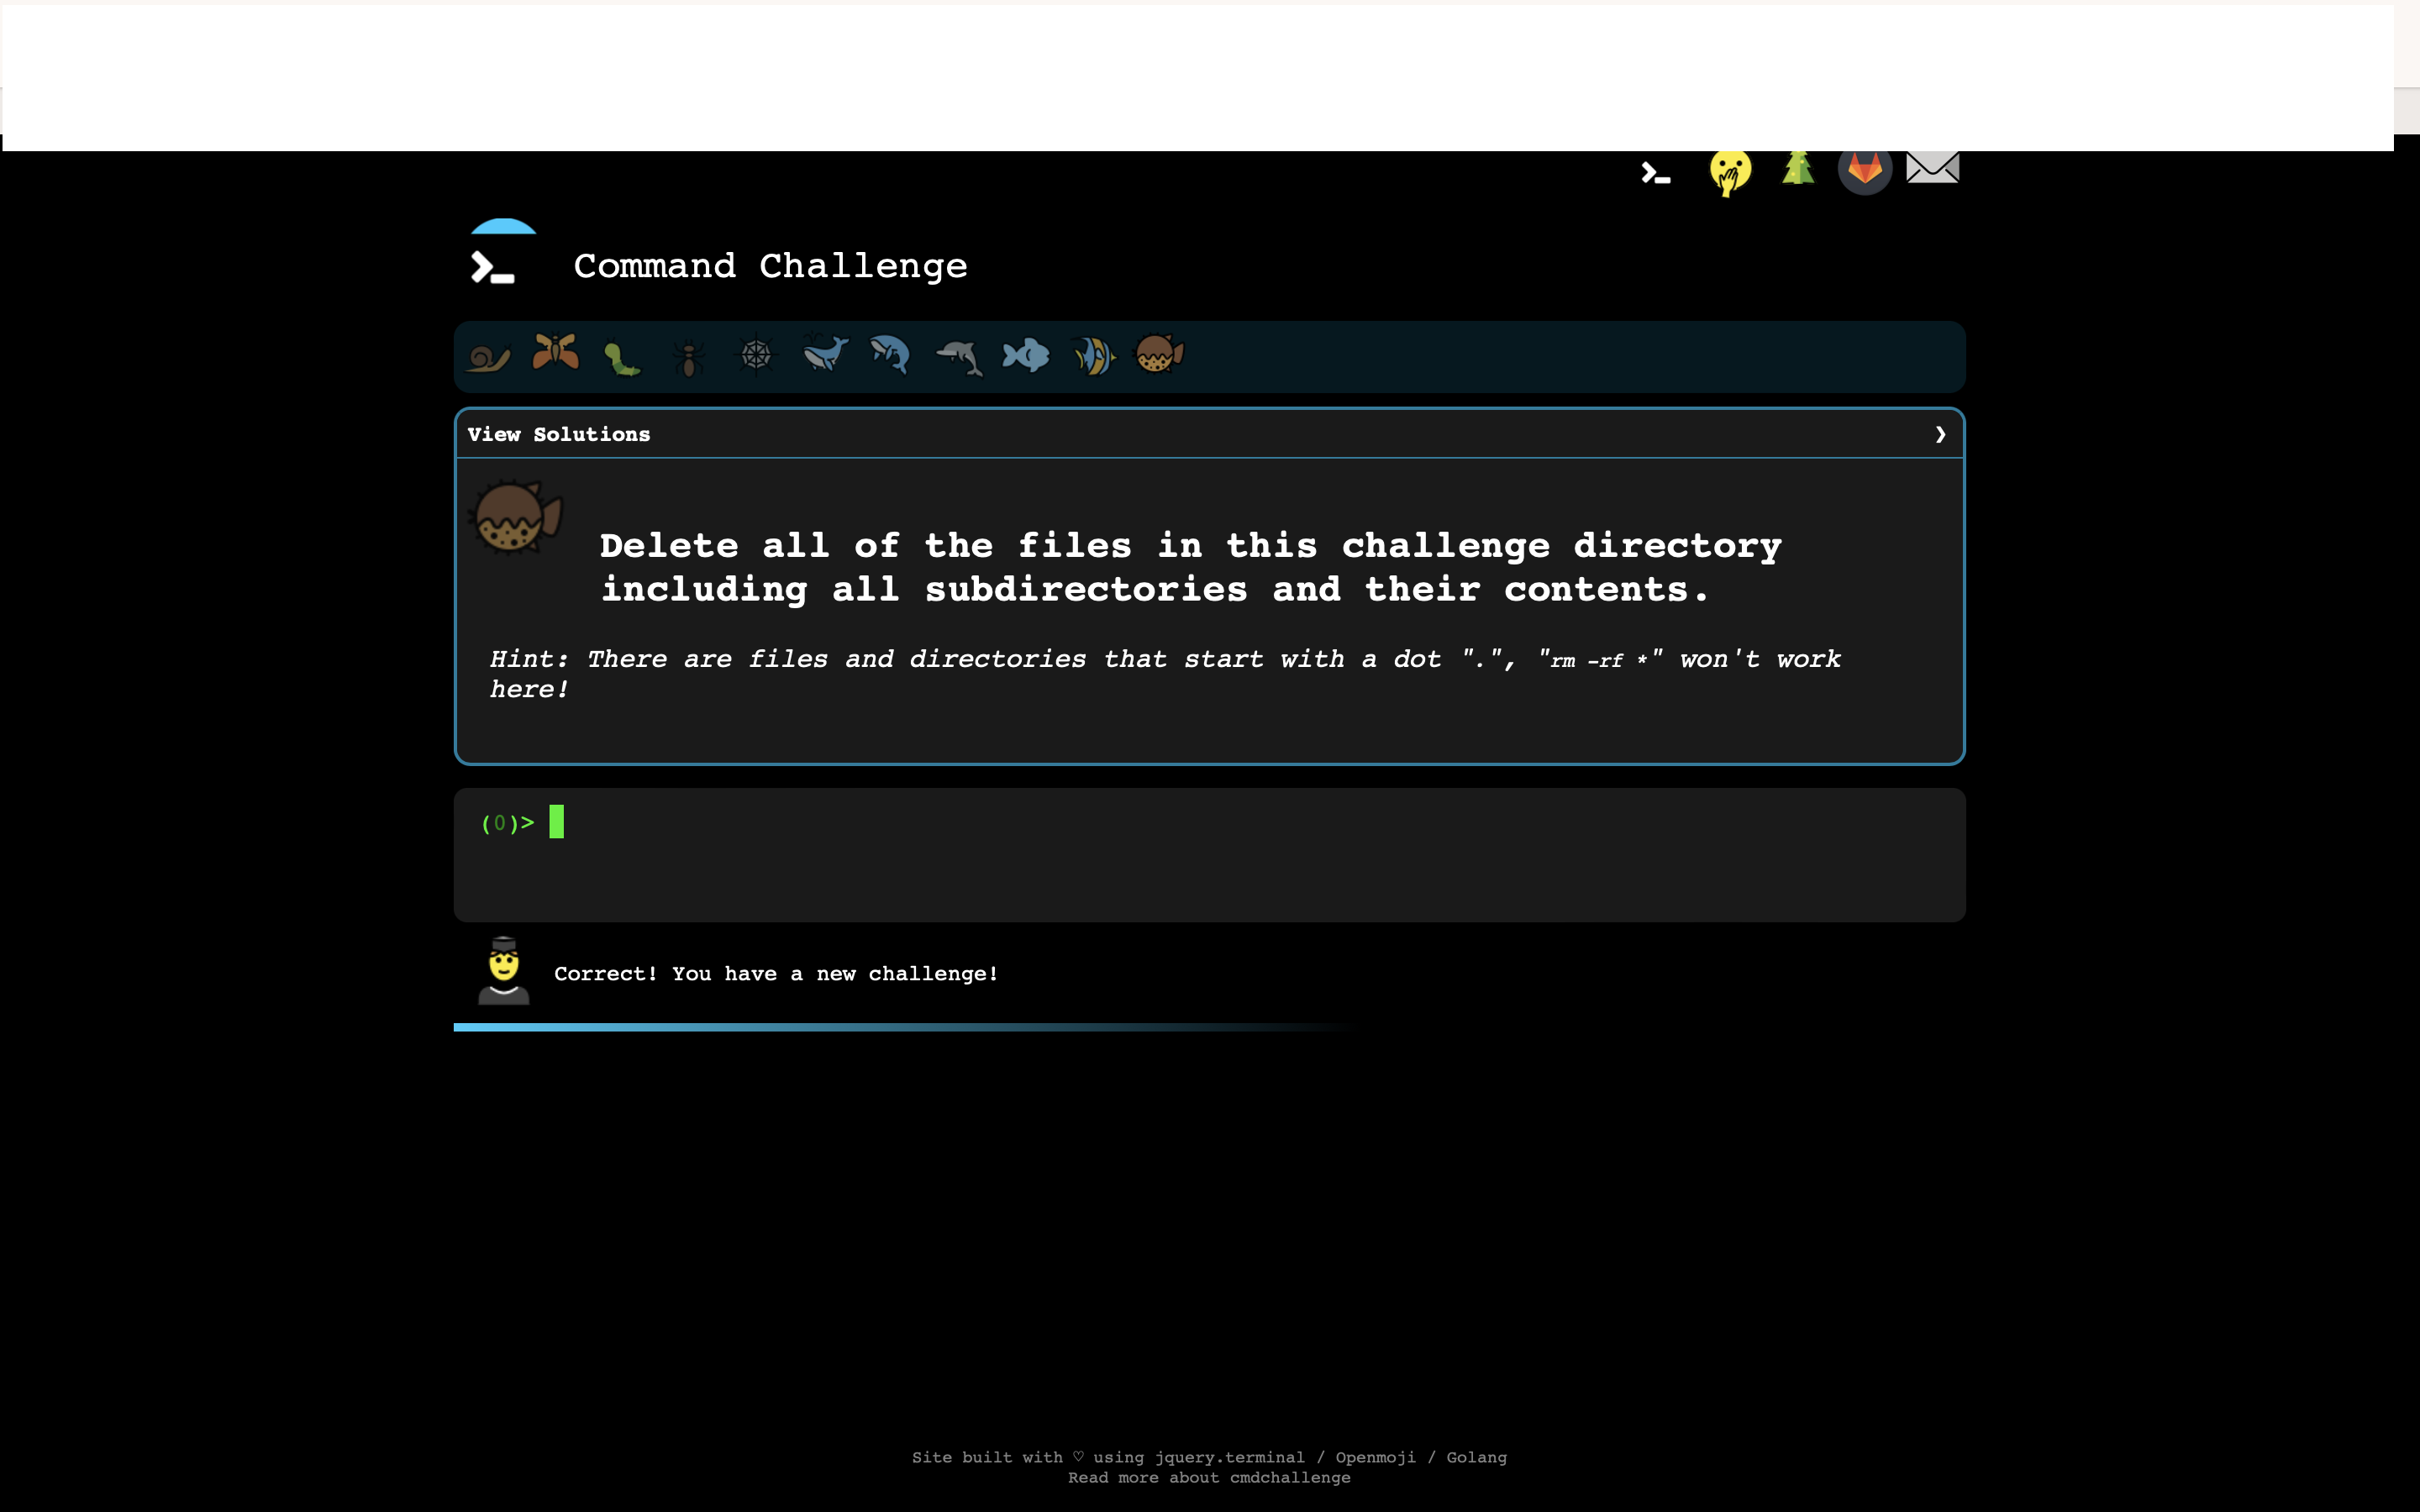 Command Challenge
View Solutions ❯
Delete all of the files in this challenge directory
including all subdirectories and their contents.
Hint: There are files and directories that start with a dot ".", "rm -rf *" won't work
here!
(0)>
Correct! You have a new challenge!
Site built with ♡ using jquery.terminal / Openmoji / Golang
Read more about cmdchallenge